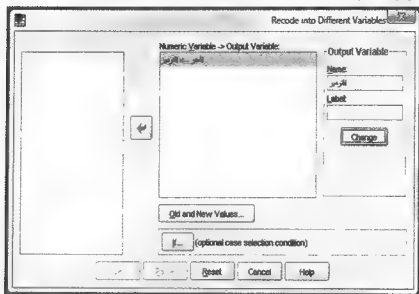 Recode into Different Variables
Numeric Variable -> Output Variable:
Output Variable
Name:
Label:
Change
Old and New Values...
If... (optional case selection condition)
Reset
Cancel
Help